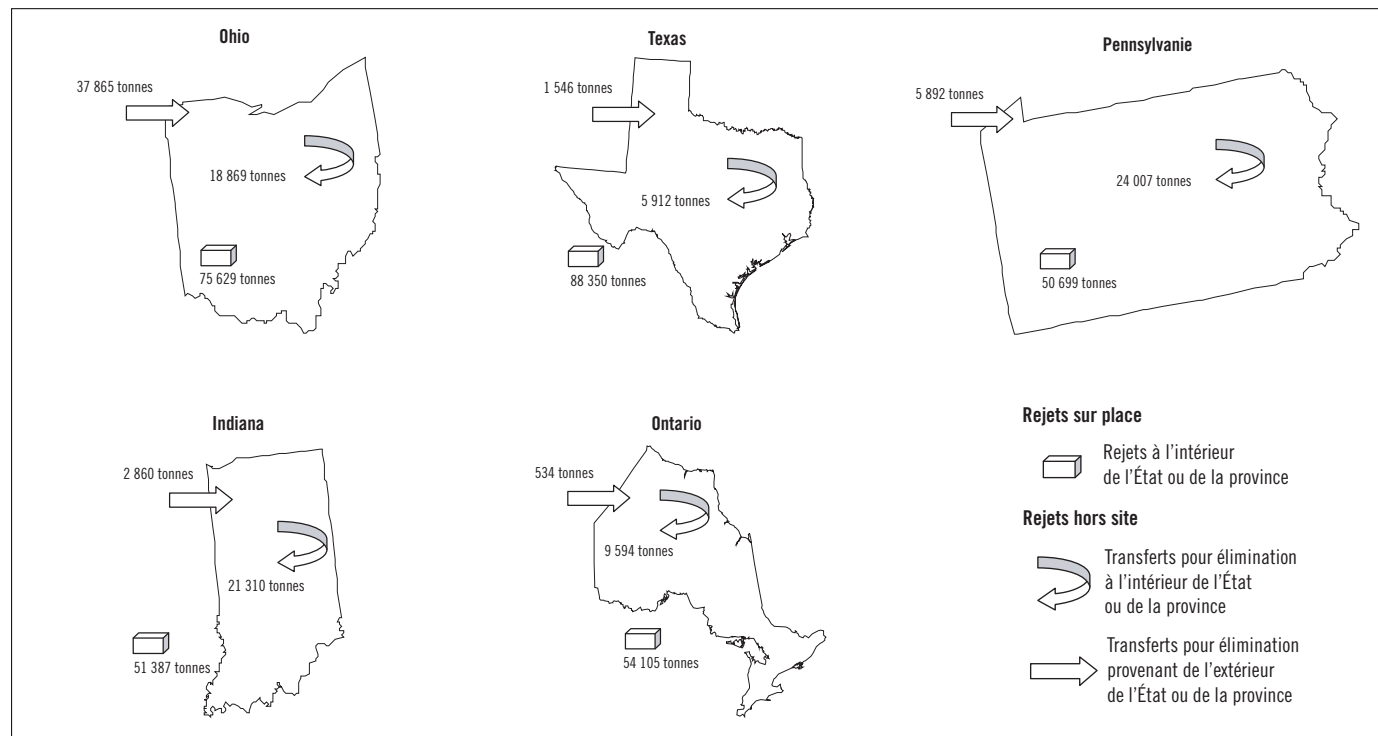 Ohio
37 865 tonnes
18 869 tonnes
75 629 tonnes
Texas
1 546 tonnes
5 912 tonnes
88 350 tonnes
Pennsylvanie
5 892 tonnes
24 007 tonnes
50 699 tonnes
Indiana
2 860 tonnes
21 310 tonnes
51 387 tonnes
Ontario
534 tonnes
9 594 tonnes
54 105 tonnes
Rejets sur place
Rejets à l’intérieur
de l’État ou de la province
Rejets hors site
Transferts pour élimination
à l’intérieur de l’État
ou de la province
Transferts pour élimination
provenant de l’extérieur
de l’État ou de la province